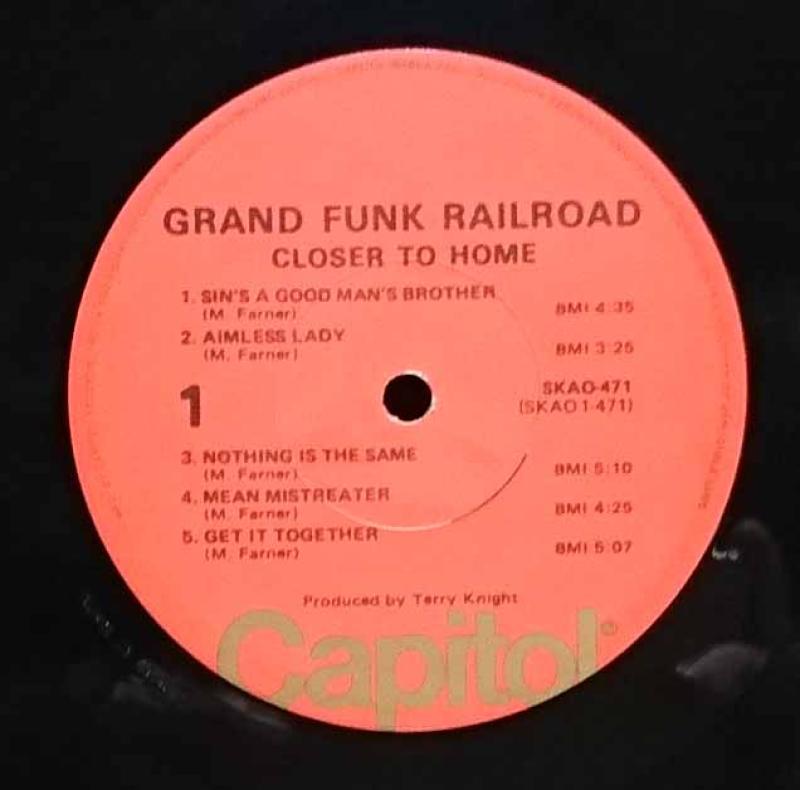 GRAND FUNK RAILROAD
CLOSER TO HOME
1. SIN'S A GOOD MAN'S BROTHER
(M. Farner) BMI 4:35
2. AIMLESS LADY
(M. Farner) BMI 3:25
1 SKAO-471
(SKAO 1-471)
3. NOTHING IS THE SAME
(M. Farner) BMI 5:10
4. MEAN MISTREATER
(M. Farner) BMI 4:25
5. GET IT TOGETHER
(M. Farner) BMI 5:07
Produced by Terry Knight
Capitol®